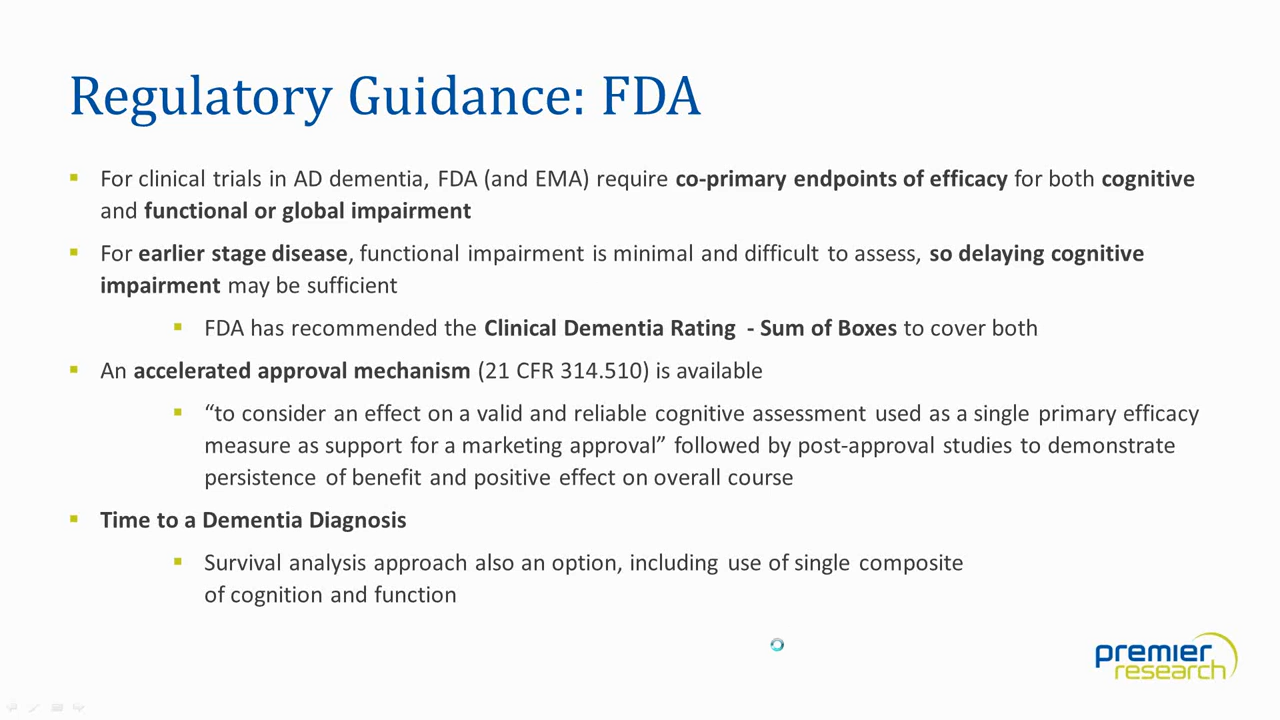 Regulatory Guidance: FDA
For clinical trials in AD dementia, FDA (and EMA) require co-primary endpoints of efficacy for both cognitive
and functional or global impairment
For earlier stage disease, functional impairment is minimal and difficult to assess, so delaying cognitive
impairment may be sufficient
FDA has recommended the Clinical Dementia Rating - Sum of Boxes to cover both
An accelerated approval mechanism (21 CFR 314.510) is available
“to consider an effect on a valid and reliable cognitive assessment used as a single primary efficacy
measure as support for a marketing approval” followed by post-approval studies to demonstrate
persistence of benefit and positive effect on overall course
Time to a Dementia Diagnosis
Survival analysis approach also an option, including use of single composite
of cognition and function
premier
research